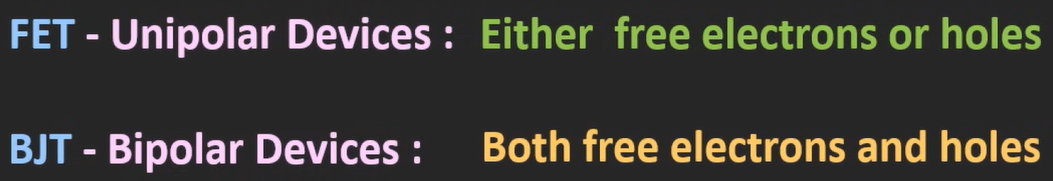 FET - Unipolar Devices : Either free electrons or holes
BJT - Bipolar Devices : Both free electrons and holes